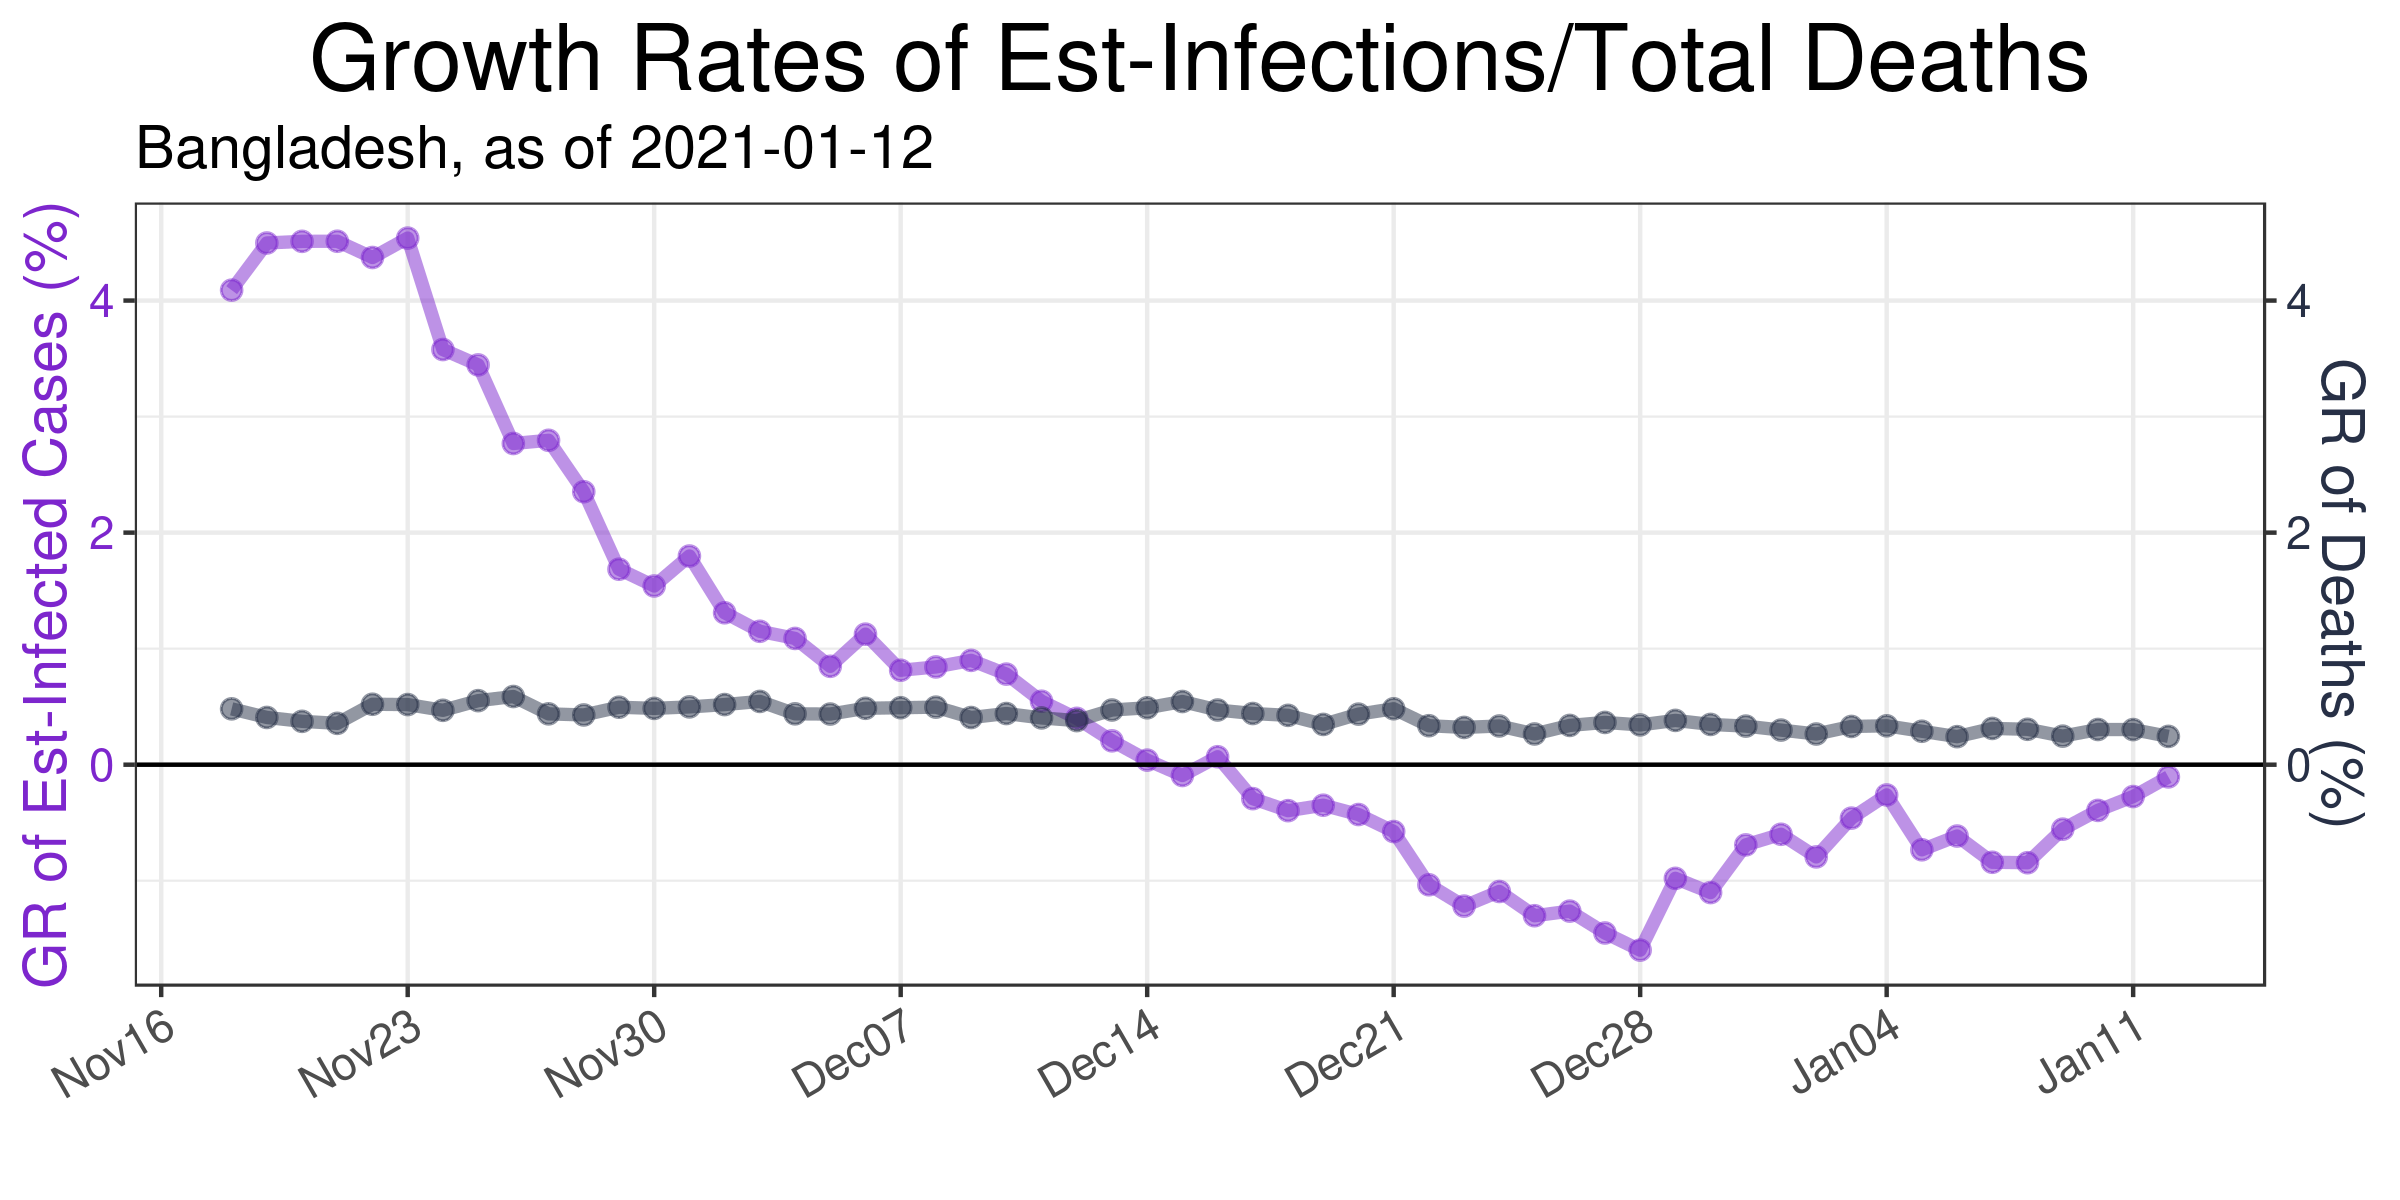 Growth Rates of Est-Infections/Total Deaths
Bangladesh, as of 2021-01-12
GR of Est-Infected Cases (%)
4
2
0
4
2
0
GR of Deaths (%)
Nov16
Nov23
Nov30
Dec07
Dec14
Dec21
Dec28
Jan04
Jan11